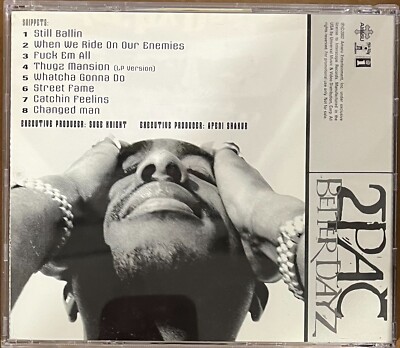 SNIPPETS:
1 Still Ballin
2 When We Ride On Our Enemies
3 Fuck Em All
4 Thugz Mansion (LP Version)
5 Whatcha Gonna Do
6 Street Fame
7 Catchin Feelins
8 Changed man
EXECUTIVE PRODUCER: SUGE KNIGHT EXECUTIVE PRODUCER: AFENI SHAKUR
2PAC
BETTER DAYZ